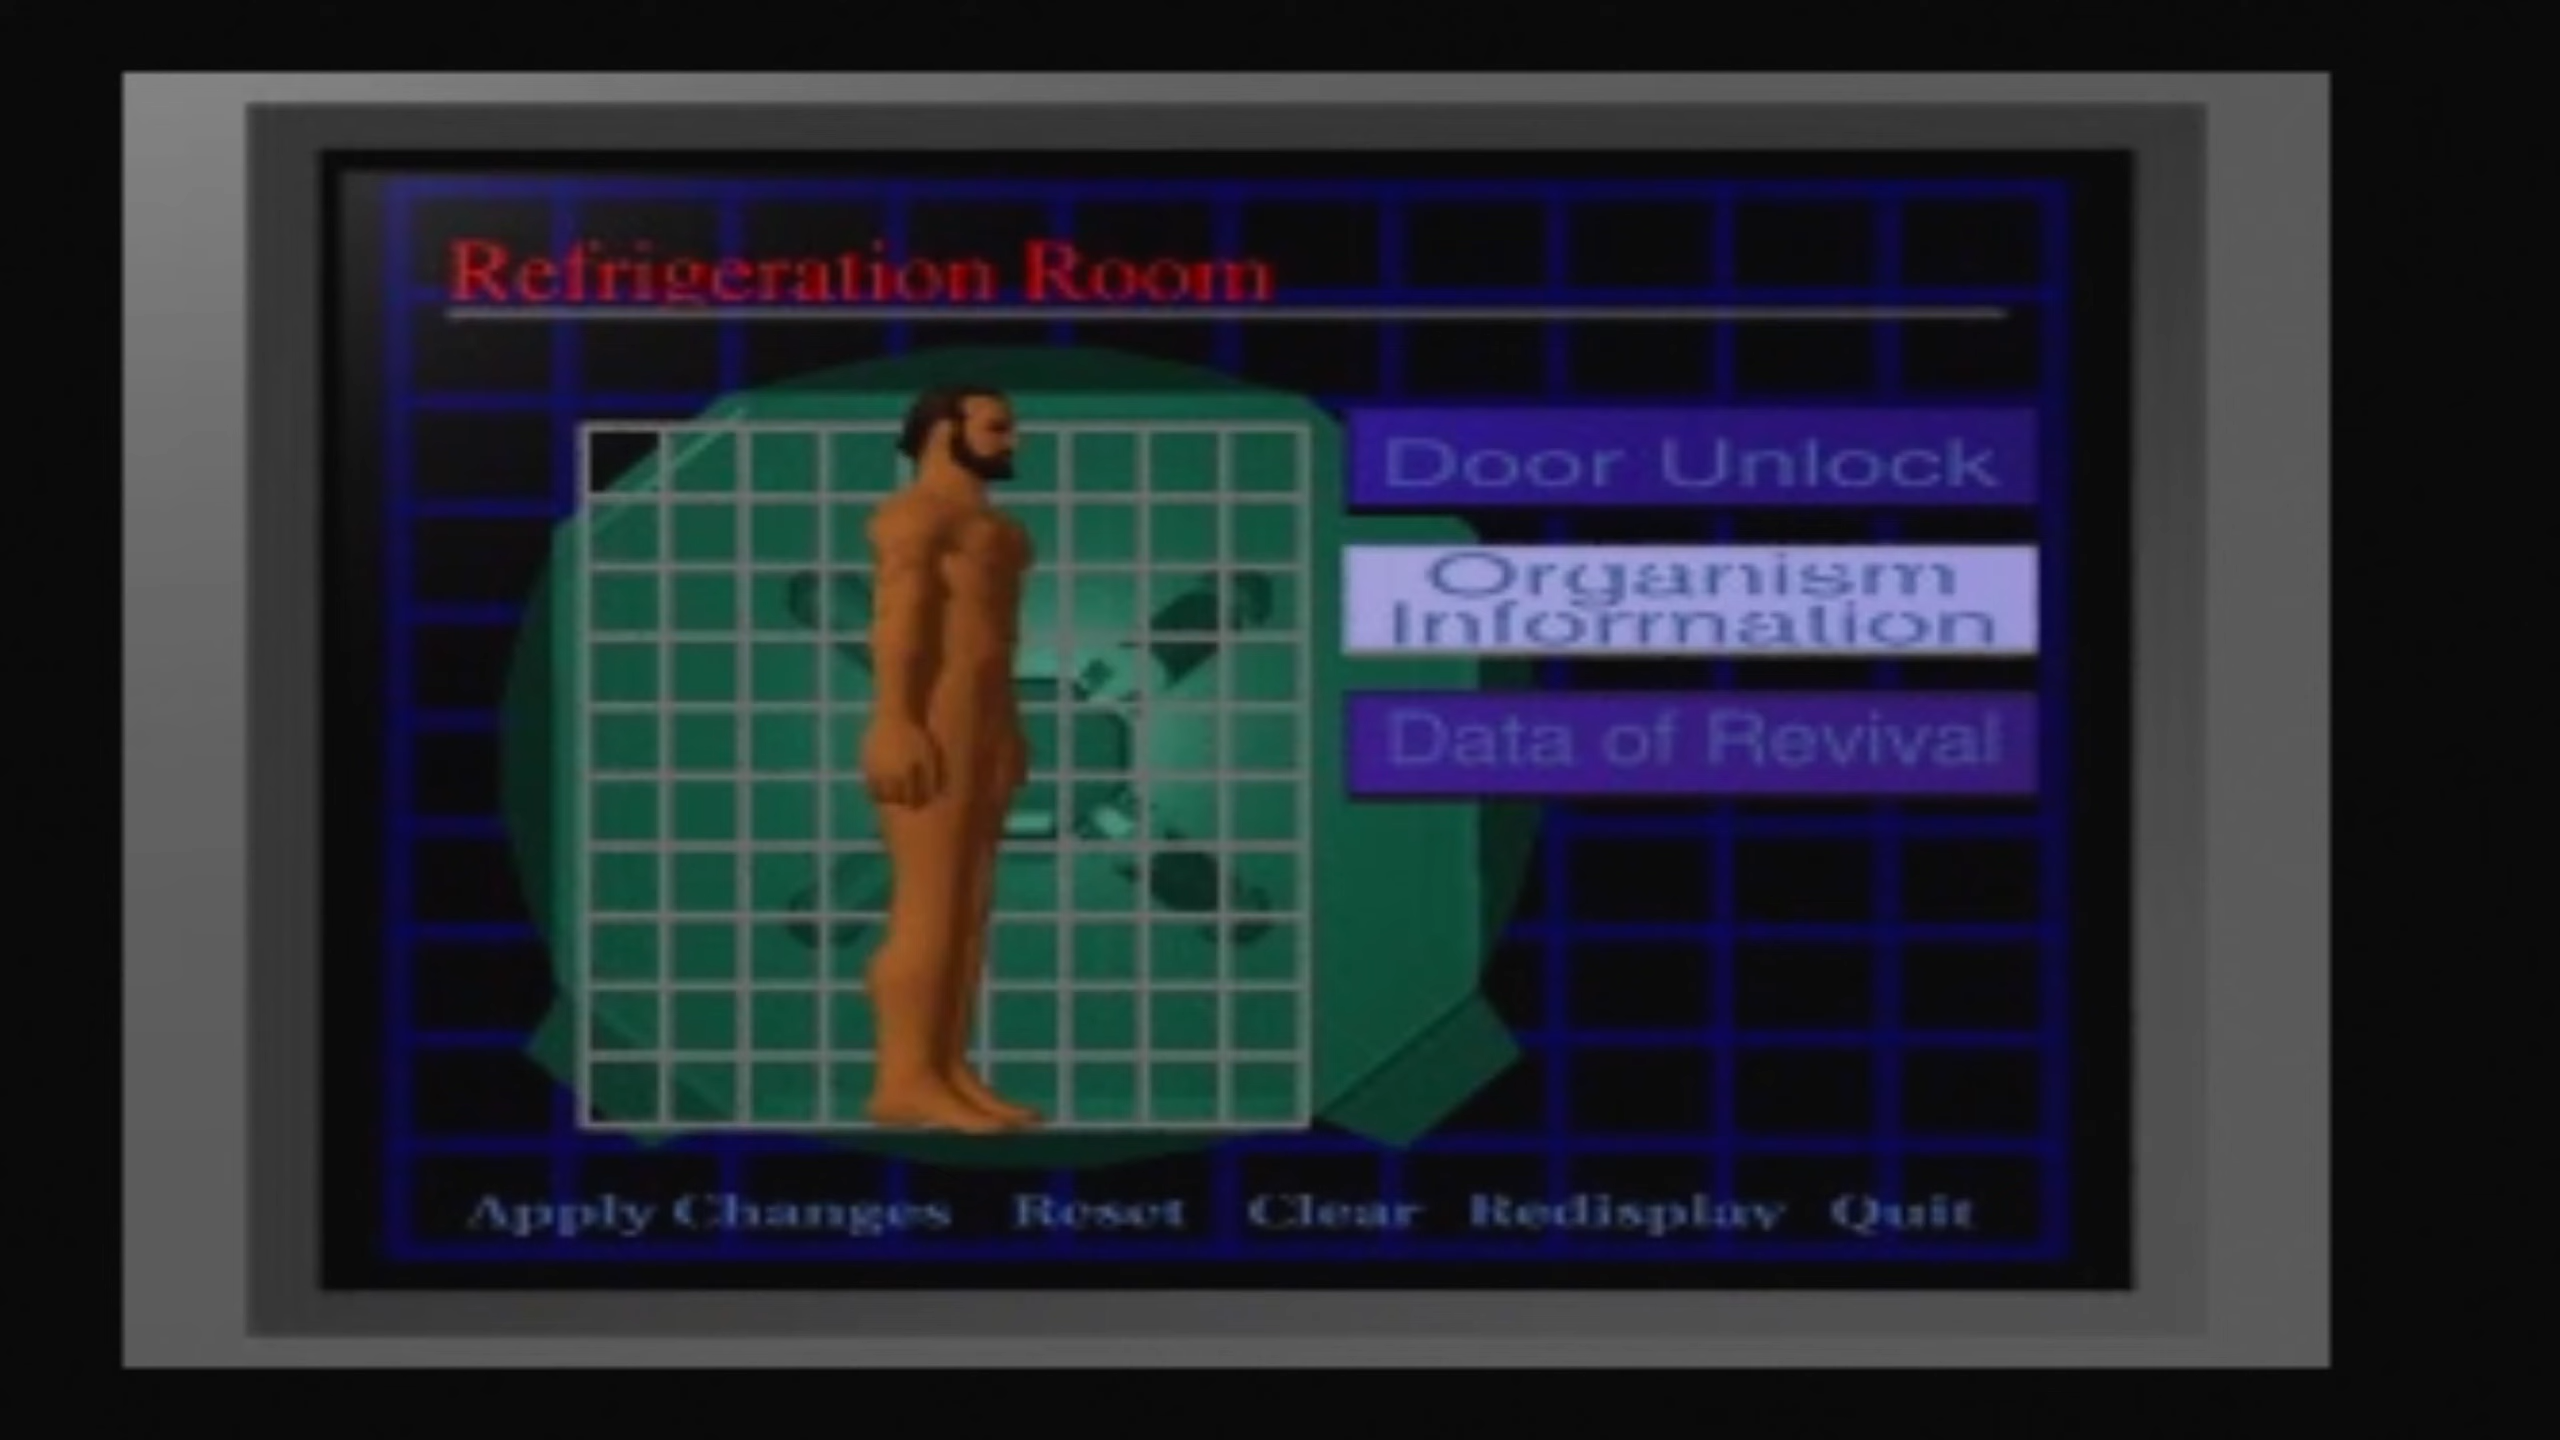 Refrigeration Room
Door Unlock
Organism
Information
Data of Revival
Apply Changes Reset Clear Redisplay Quit